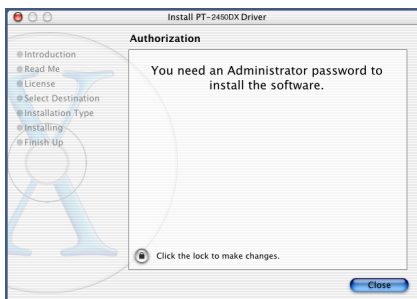 Install PT-2450DX Driver
Authorization
Introduction
Read Me
License
Select Destination
Installation Type
Installing
Finish Up
You need an Administrator password to
install the software.
Click the lock to make changes.
Close